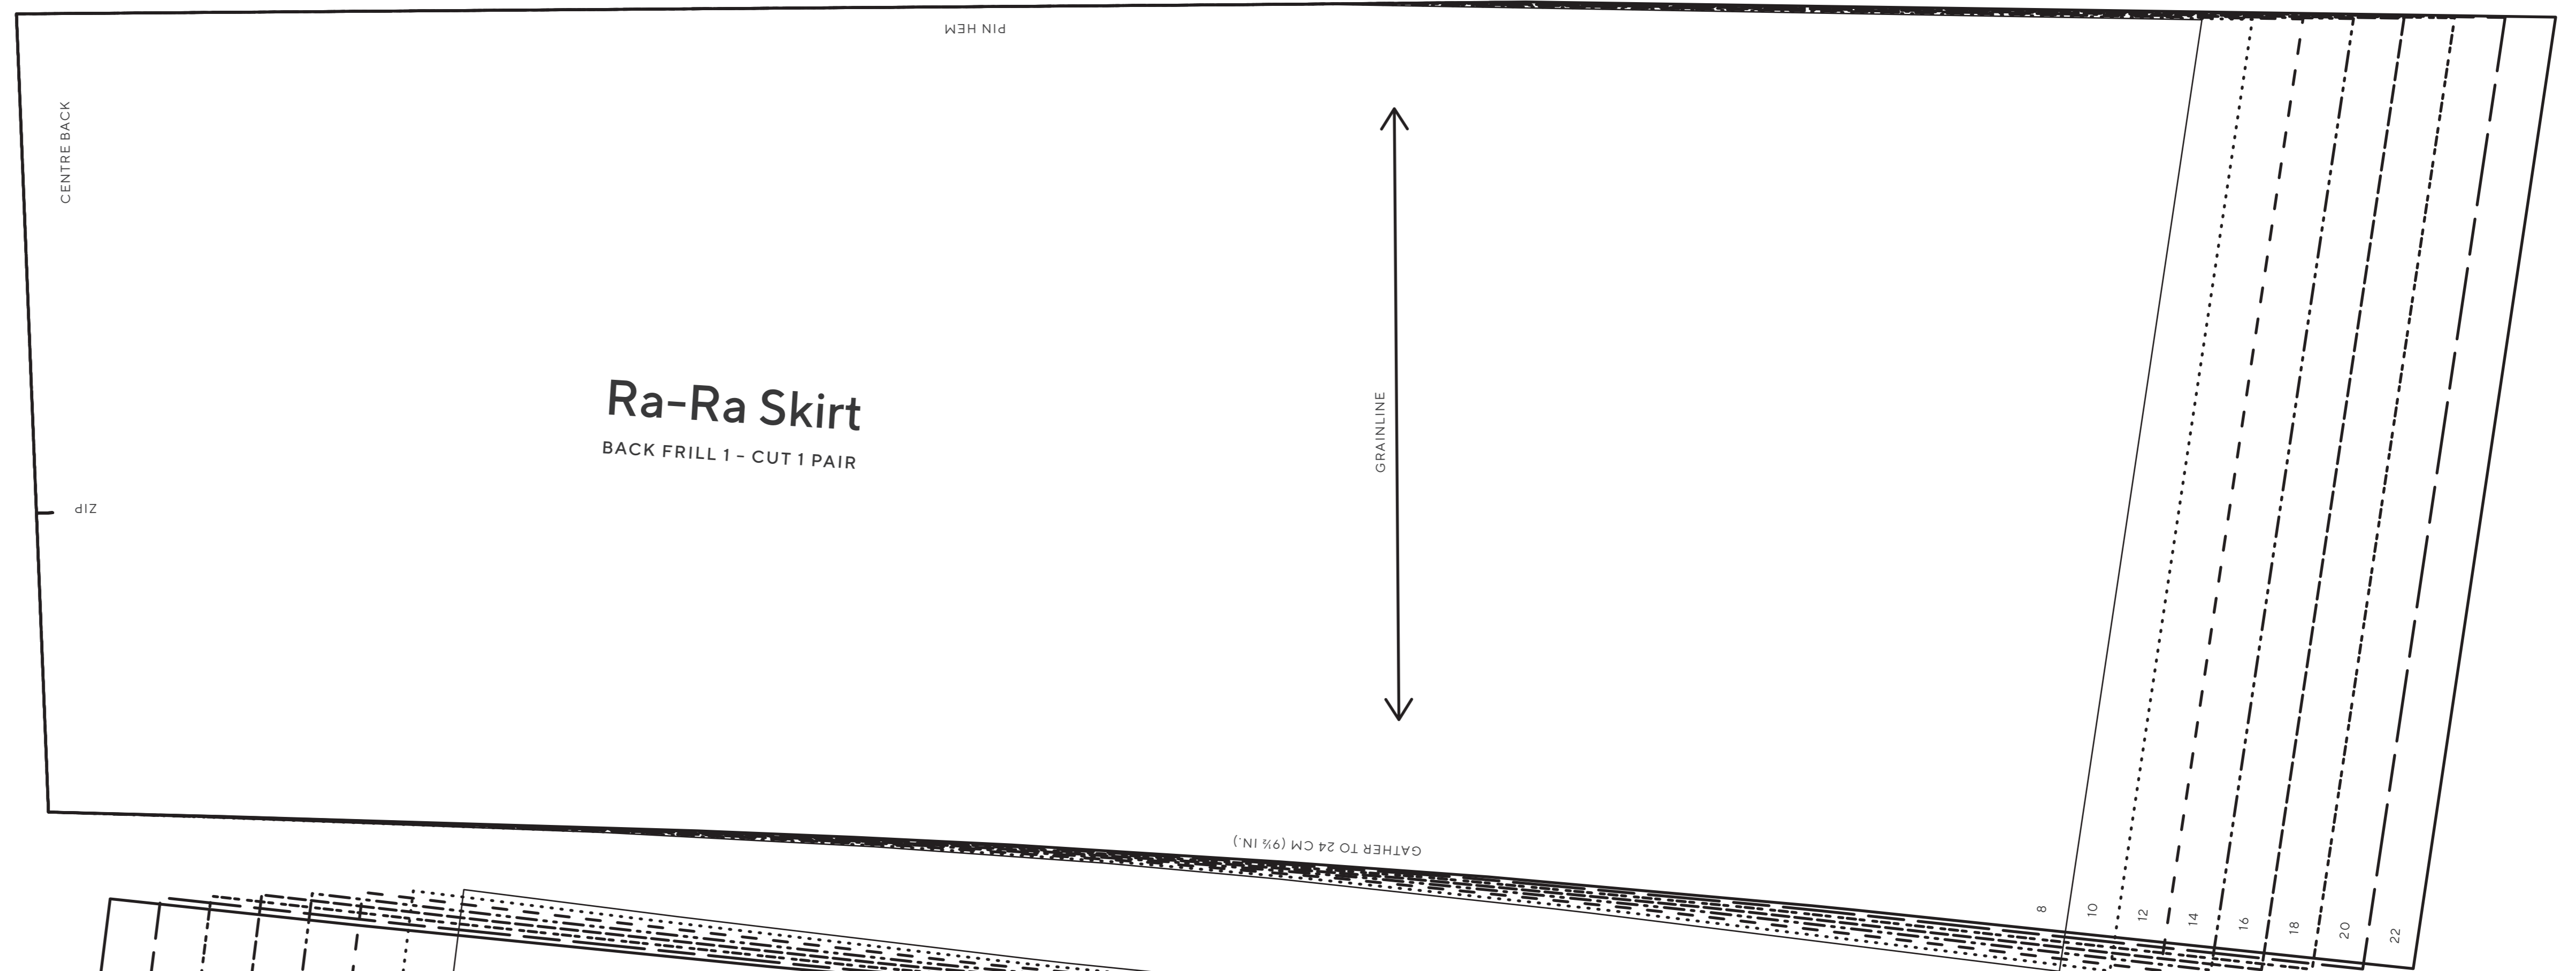 PIN HEM
CENTRE BACK
Ra-Ra Skirt
BACK FRILL 1 – CUT 1 PAIR
GRAINLINE
ZIP
GATHER TO 24 CM (9½ IN.)
8
10
12
14
16
18
20
22